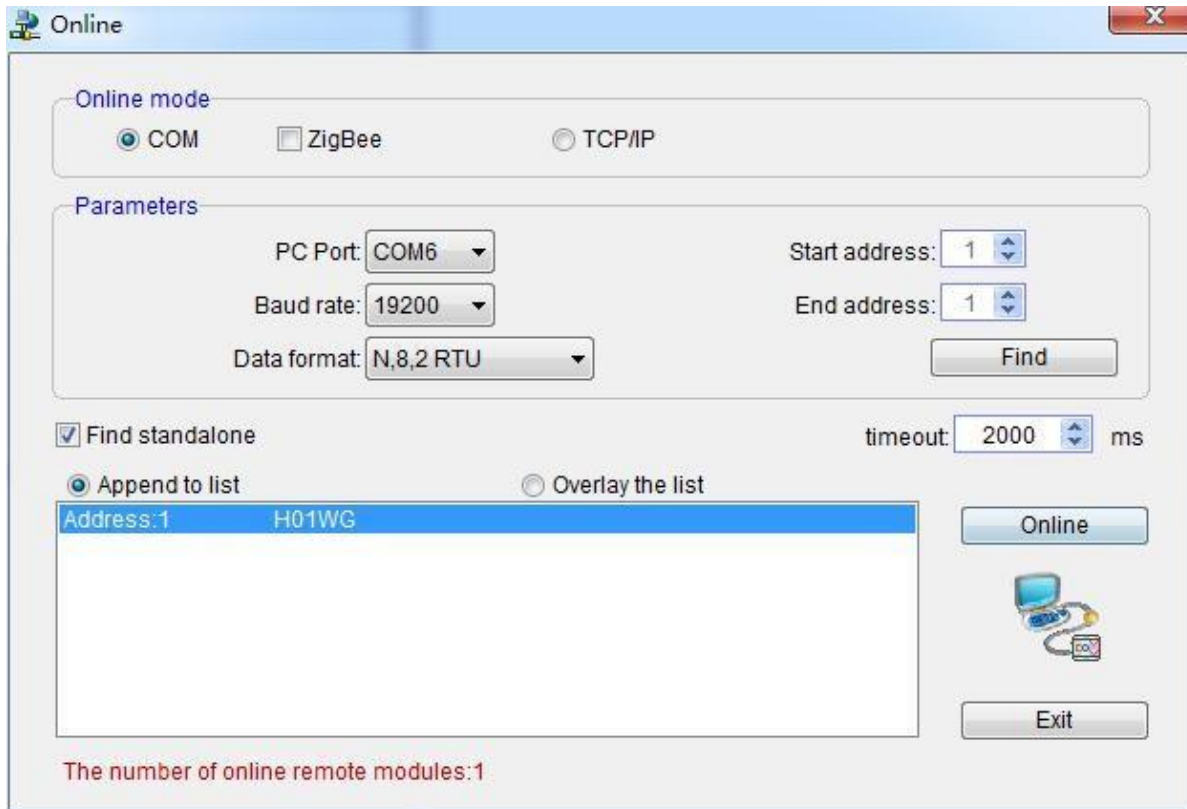 Online
Online mode
COM ZigBee TCP/IP
Parameters
PC Port: COM6 Start address: 1
Baud rate: 19200 End address: 1
Data format: N,8,2 RTU Find
Find standalone timeout: 2000 ms
Append to list Overlay the list
Address:1 H01WG
Online
Exit
The number of online remote modules:1